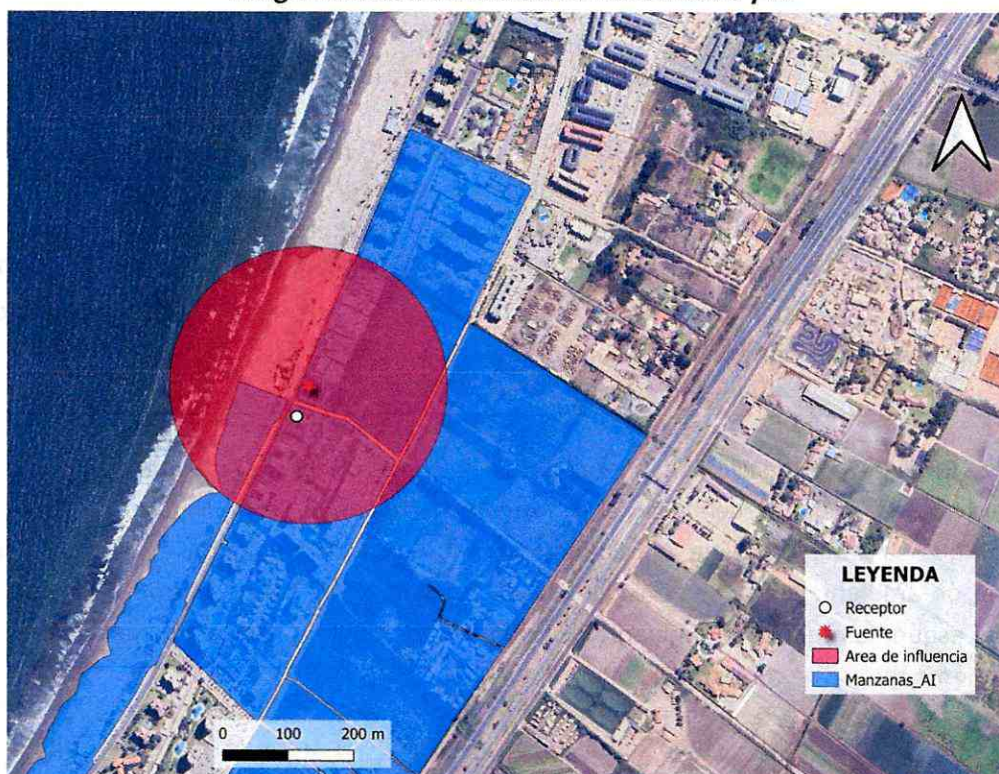 LEYENDA
Receptor
Fuente
Area de influencia
Manzanas_AI
0 100 200 m